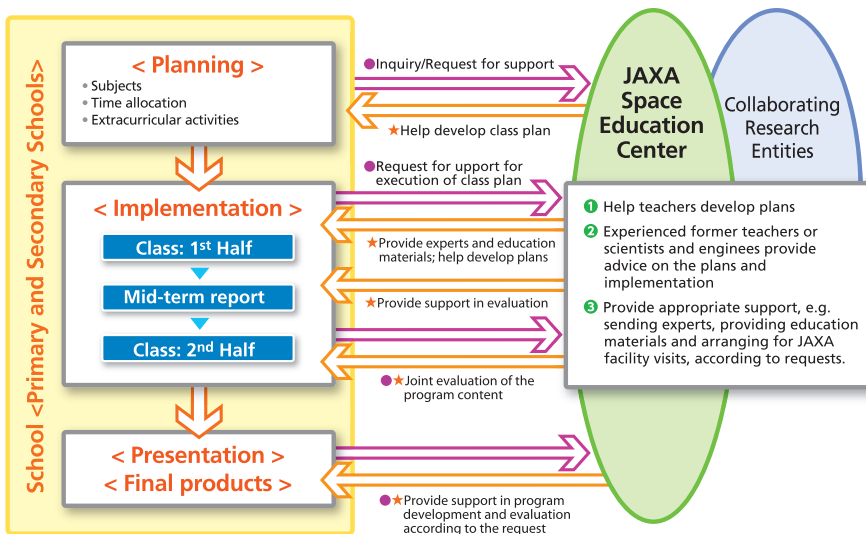 School <Primary and Secondary Schools>
< Planning >
• Subjects
• Time allocation
• Extracurricular activities
< Implementation >
Class: 1st Half
Mid-term report
Class: 2nd Half
< Presentation >
< Final products >
●Inquiry/Request for support
★Help develop class plan
●Request for upport for
execution of class plan
★Provide experts and education
materials; help develop plans
★Provide support in evaluation
●★Joint evaluation of the
program content
●★Provide support in program
development and evaluation
according to the request
JAXA
Space
Education
Center
Collaborating
Research
Entities
❶ Help teachers develop plans
❷ Experienced former teachers or
scientists and enginees provide
advice on the plans and
implementation
❸ Provide appropriate support, e.g.
sending experts, providing education
materials and arranging for JAXA
facility visits, according to requests.